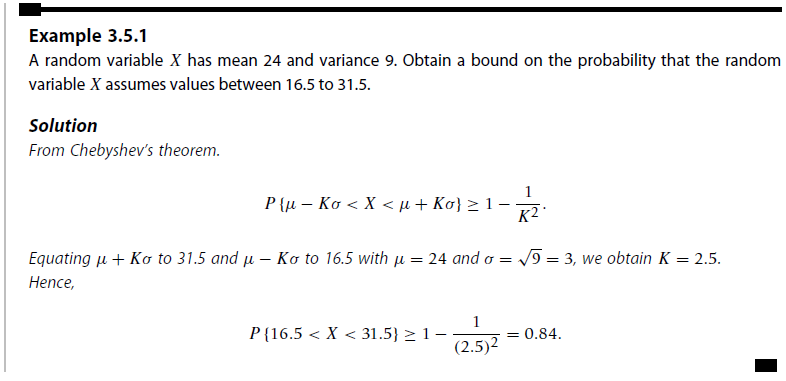 Example 3.5.1
A random variable X has mean 24 and variance 9. Obtain a bound on the probability that the random
variable X assumes values between 16.5 to 31.5.
Solution
From Chebyshev's theorem.
P{μ − Kσ < X < μ + Kσ} ≥ 1 − 1/K².
Equating μ + Kσ to 31.5 and μ − Kσ to 16.5 with μ = 24 and σ = √9 = 3, we obtain K = 2.5.
Hence,
P{16.5 < X < 31.5} ≥ 1 − 1/(2.5)² = 0.84.